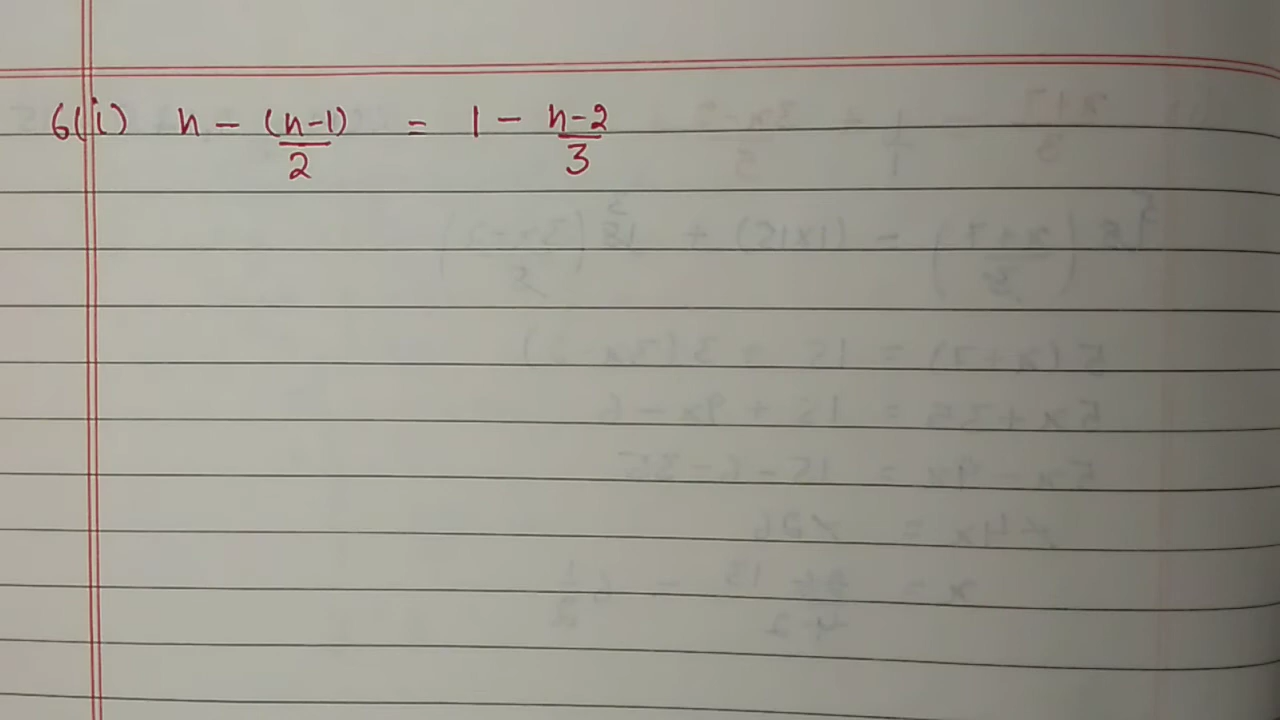 6(i) n - (n-1)/2 = 1 - n-2/3